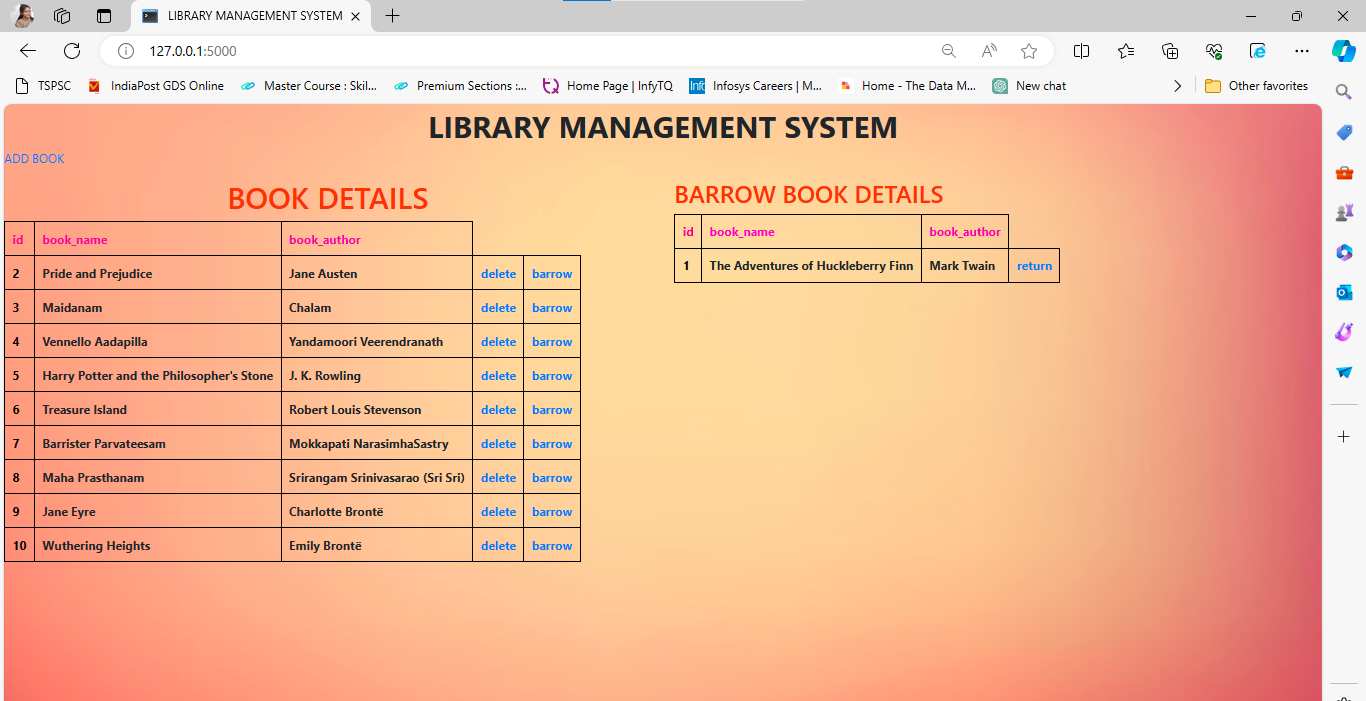 LIBRARY MANAGEMENT SYSTEM
127.0.0.1:5000
TSPSC IndiaPost GDS Online Master Course : Skil... Premium Sections :... Home Page | InfyTQ Infosys Careers | M... Home - The Data M... New chat Other favorites
LIBRARY MANAGEMENT SYSTEM
ADD BOOK
BOOK DETAILS
id book_name book_author
2 Pride and Prejudice Jane Austen delete barrow
3 Maidanam Chalam delete barrow
4 Vennello Aadapilla Yandamoori Veerendranath delete barrow
5 Harry Potter and the Philosopher's Stone J. K. Rowling delete barrow
6 Treasure Island Robert Louis Stevenson delete barrow
7 Barrister Parvateesam Mokkapati NarasimhaSastry delete barrow
8 Maha Prasthanam Srirangam Srinivasarao (Sri Sri) delete barrow
9 Jane Eyre Charlotte Brontë delete barrow
10 Wuthering Heights Emily Brontë delete barrow
BARROW BOOK DETAILS
id book_name book_author
1 The Adventures of Huckleberry Finn Mark Twain return